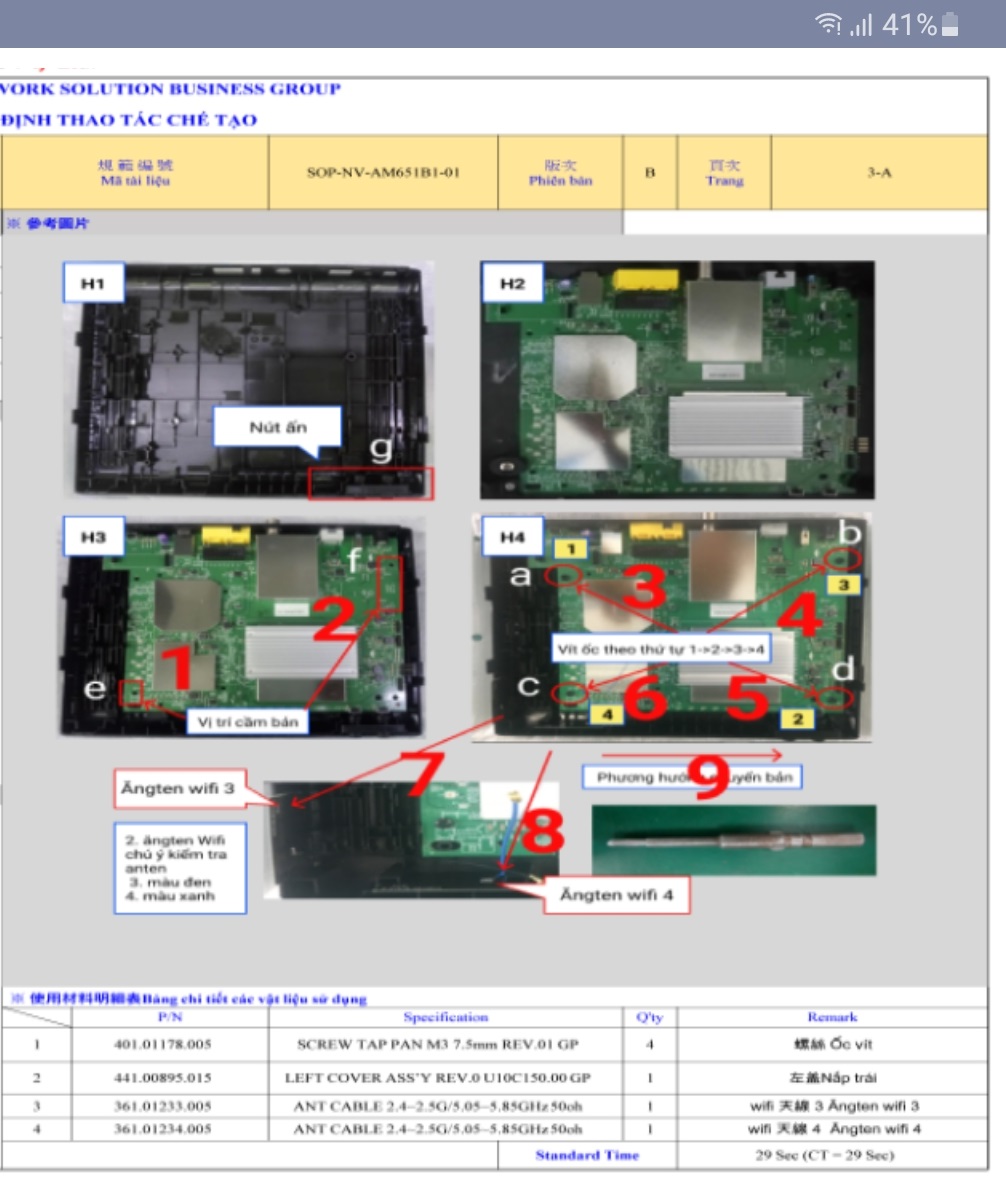 41%
WORK SOLUTION BUSINESS GROUP
ĐỊNH THAO TÁC CHẾ TẠO
規範編號
Mã tài liệu
SOP-NV-AM651B1-01
版次
Phiên bản
B
頁次
Trang
3-A
※ 參考圖片
H1
Nút ấn
g
H2
H3
f
2
1
e
Vị trí cầm bản
H4
1
a
b
3
3
4
Vít ốc theo thứ tự 1->2->3->4
c
d
4
6
5
2
7
9
Phương hướng chuyển bản
Ăngten wifi 3
2. ăngten Wifi
chú ý kiểm tra
anten
3. màu đen
4. màu xanh
8
Ăngten wifi 4
※ 使用材料明細表Bảng chi tiết các vật liệu sử dụng
P/N Specification Q'ty Remark
1 401.01178.005 SCREW TAP PAN M3 7.5mm REV.01 GP 4 螺絲 Ốc vít
2 441.00895.015 LEFT COVER ASS'Y REV.0 U10C150.00 GP 1 左蓋Nắp trái
3 361.01233.005 ANT CABLE 2.4–2.5G/5.05–5.85GHz 50oh 1 wifi 天線 3 Ăngten wifi 3
4 361.01234.005 ANT CABLE 2.4–2.5G/5.05–5.85GHz 50oh 1 wifi 天線 4 Ăngten wifi 4
Standard Time 29 Sec (CT = 29 Sec)